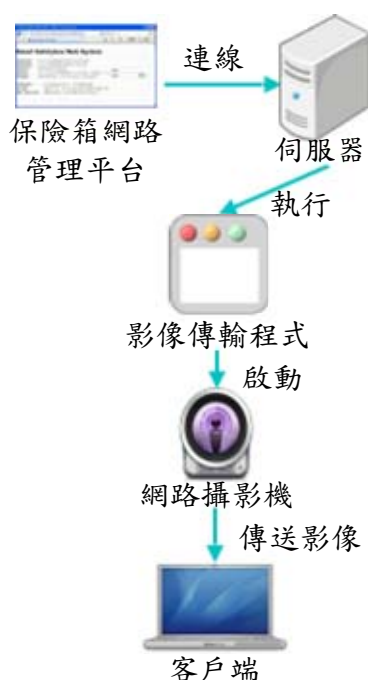 連線
保險箱網路
管理平台
伺服器
執行
影像傳輸程式
啟動
網路攝影機
傳送影像
客戶端